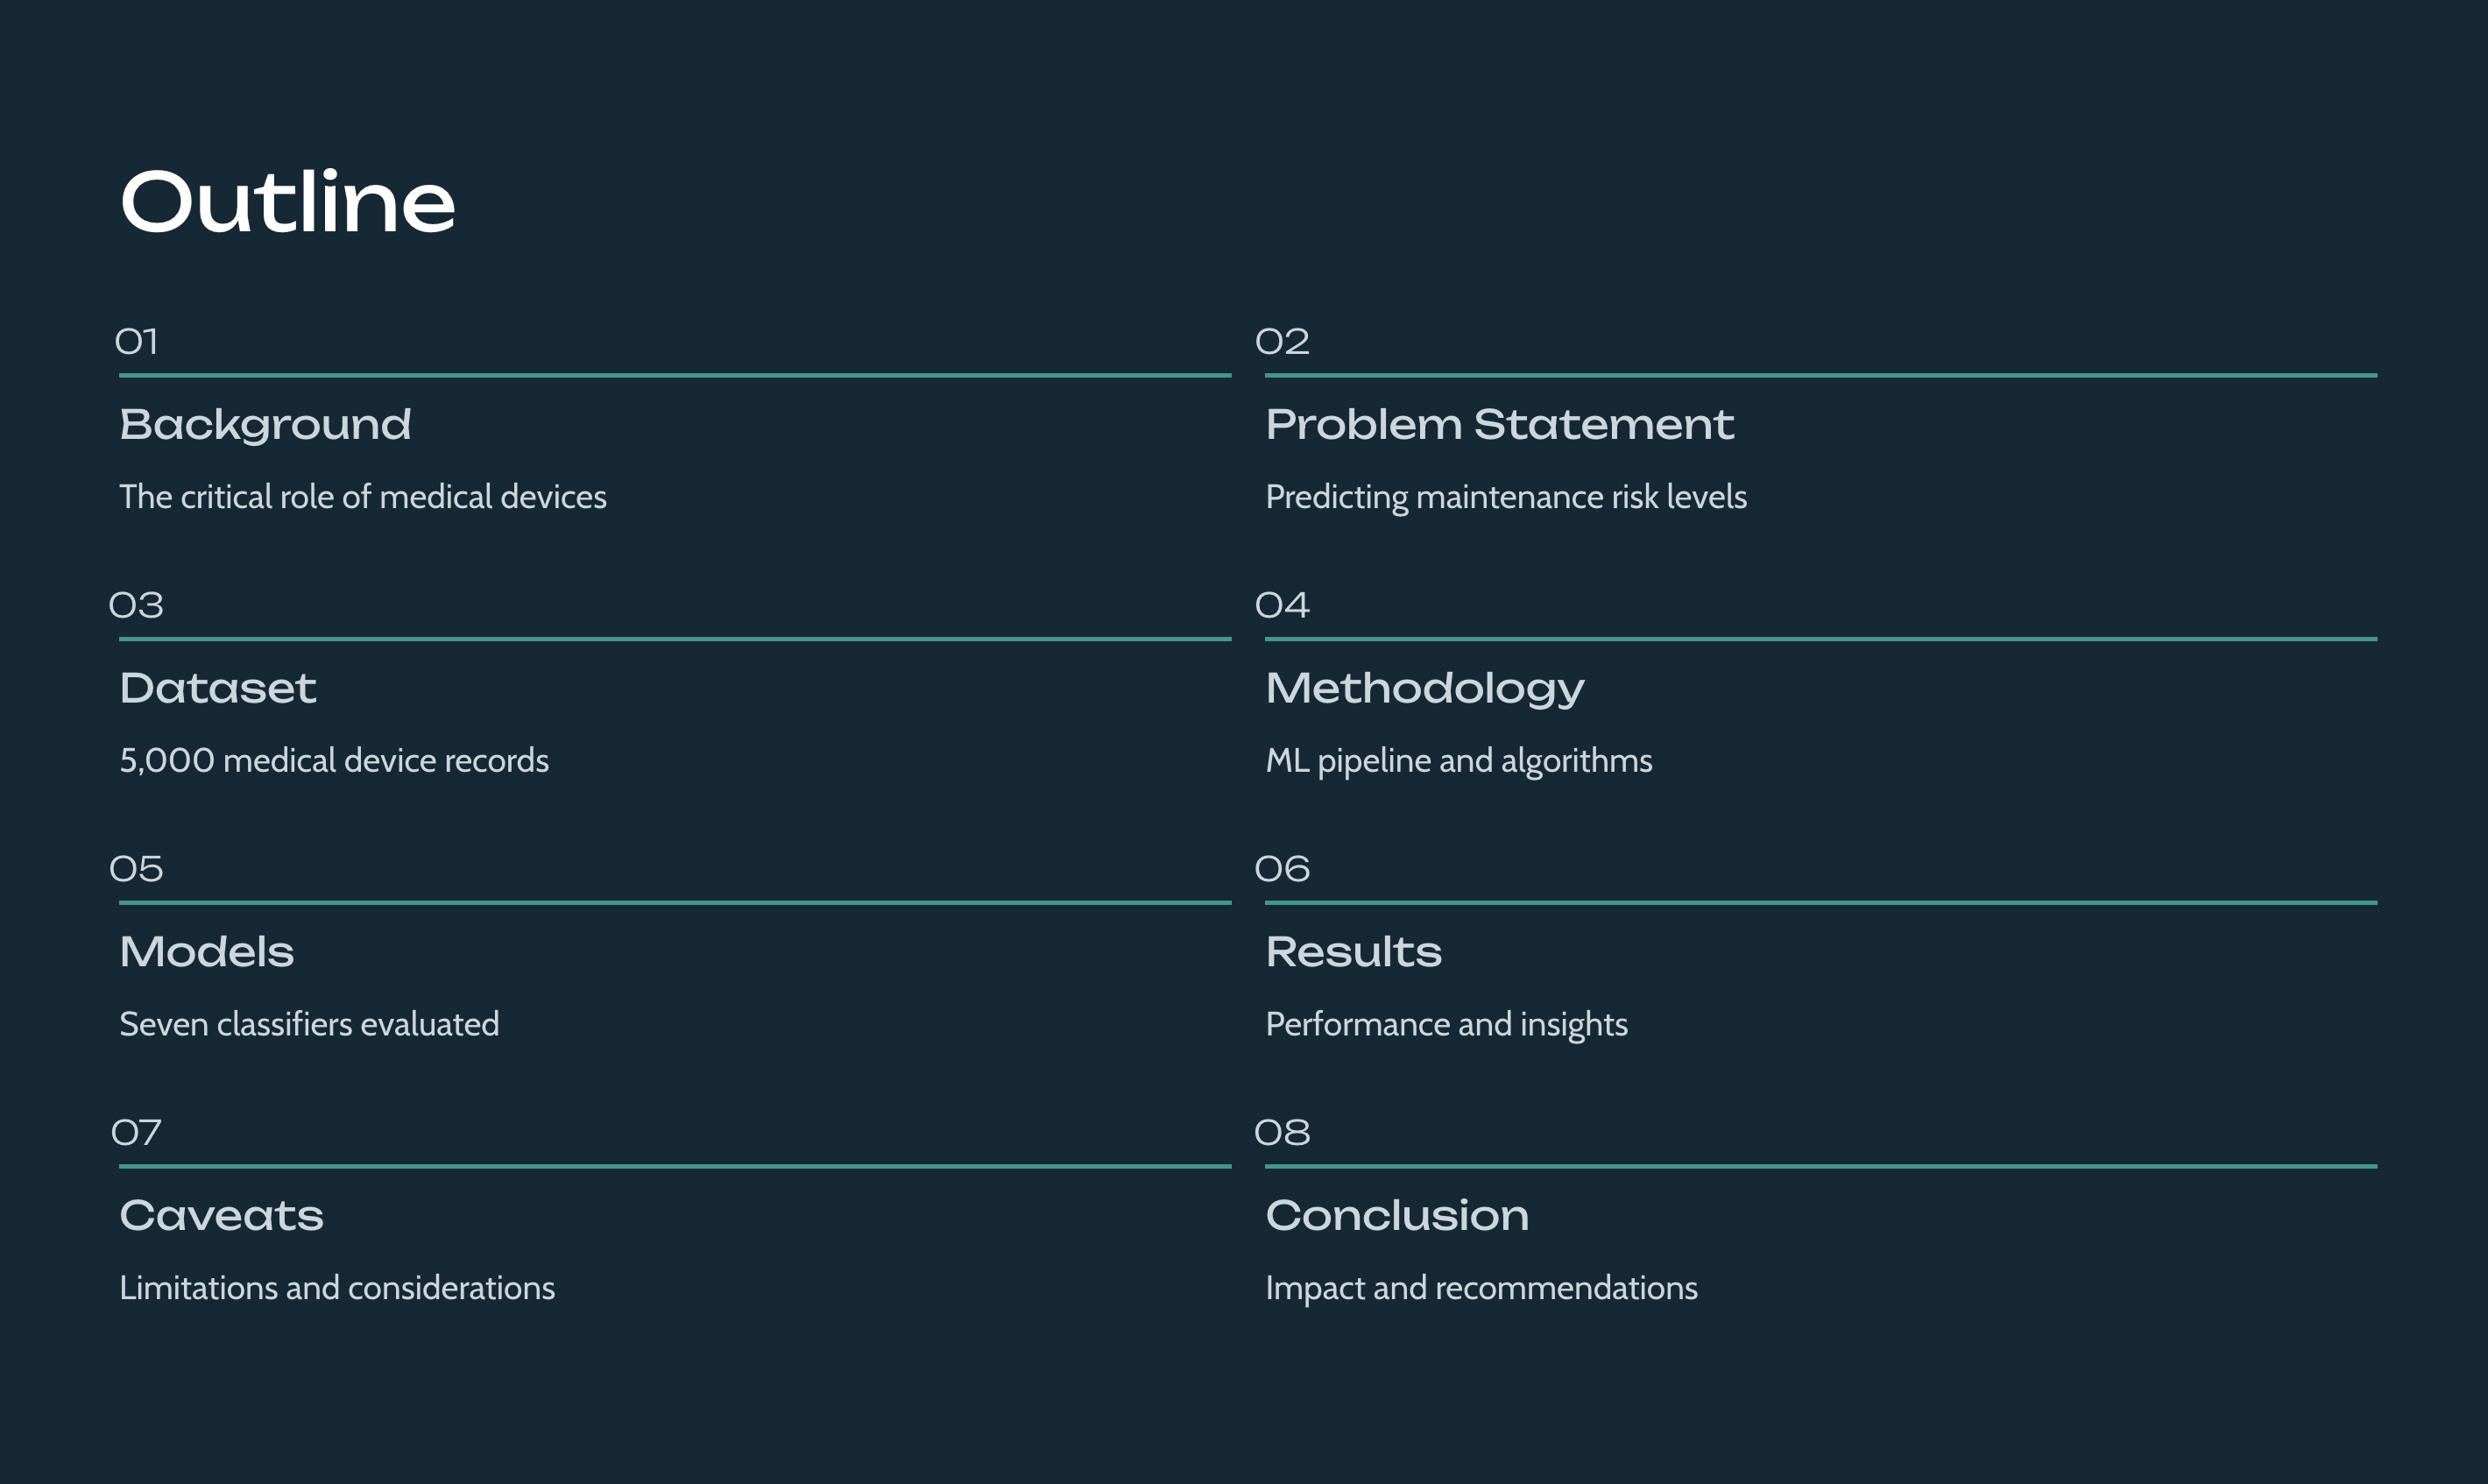 Outline
01
Background
The critical role of medical devices
02
Problem Statement
Predicting maintenance risk levels
03
Dataset
5,000 medical device records
04
Methodology
ML pipeline and algorithms
05
Models
Seven classifiers evaluated
06
Results
Performance and insights
07
Caveats
Limitations and considerations
08
Conclusion
Impact and recommendations